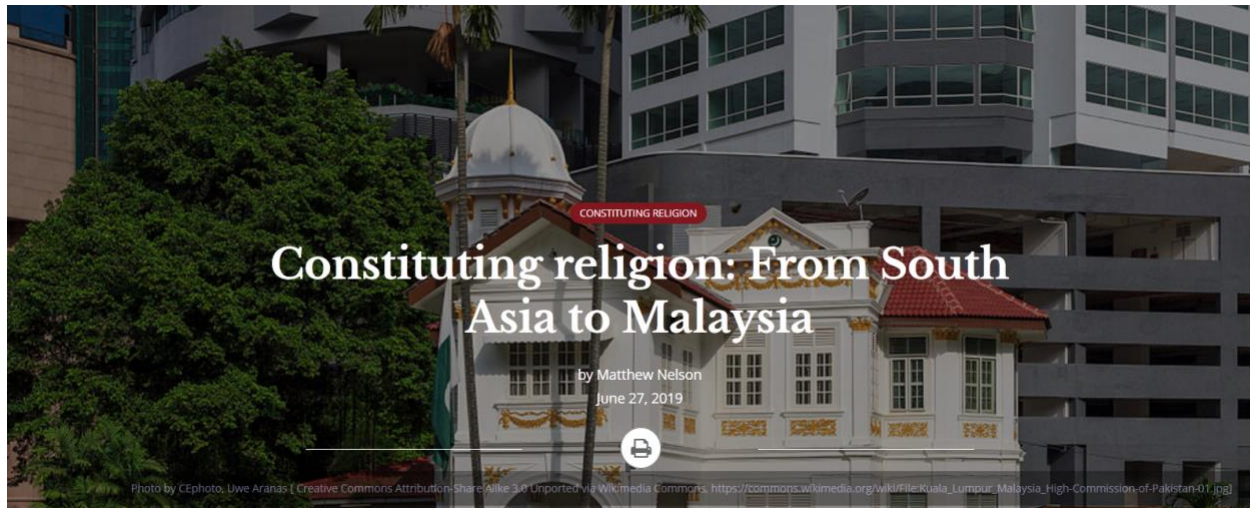 CONSTITUTING RELIGION
Constituting religion: From South
Asia to Malaysia
by Matthew Nelson
June 27, 2019
Photo by CEphoto, Uwe Aranas [ Creative Commons Attribution-Share Alike 3.0 Unported via Wikimedia Commons, https://commons.wikimedia.org/wiki/File:Kuala_Lumpur_Malaysia_High-Commission-of-Pakistan-01.jpg]